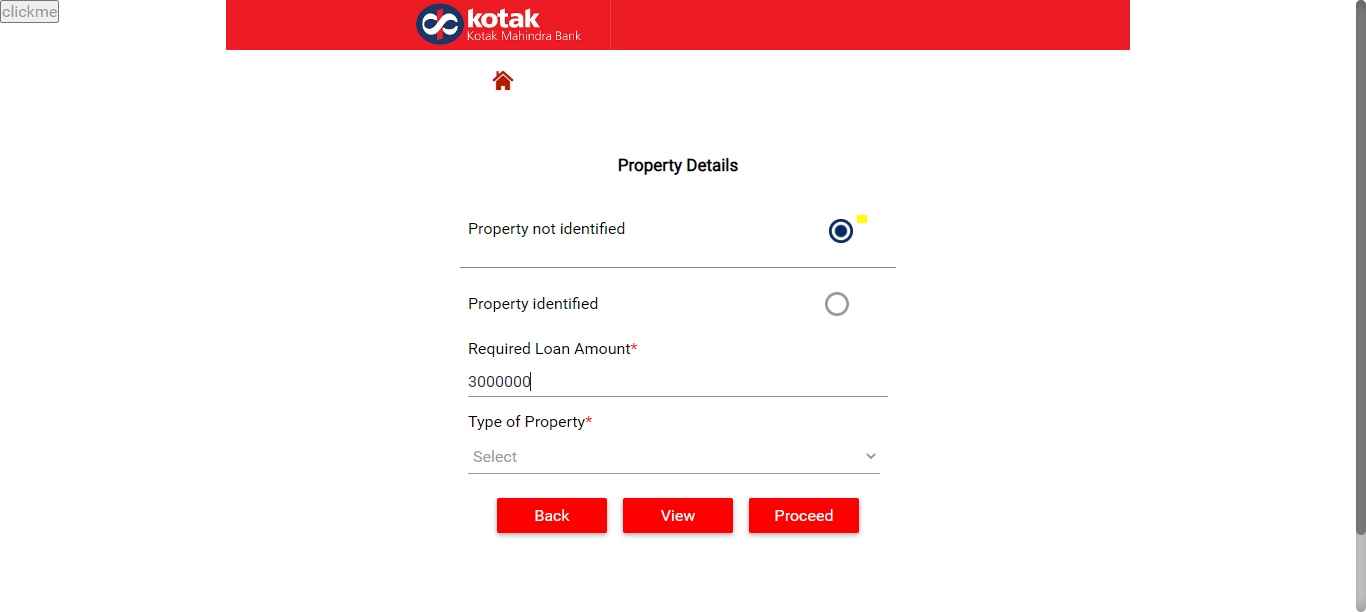 clickme
kotak
Kotak Mahindra Bank
Property Details
Property not identified
Property identified
Required Loan Amount*
3000000
Type of Property*
Select
Back View Proceed